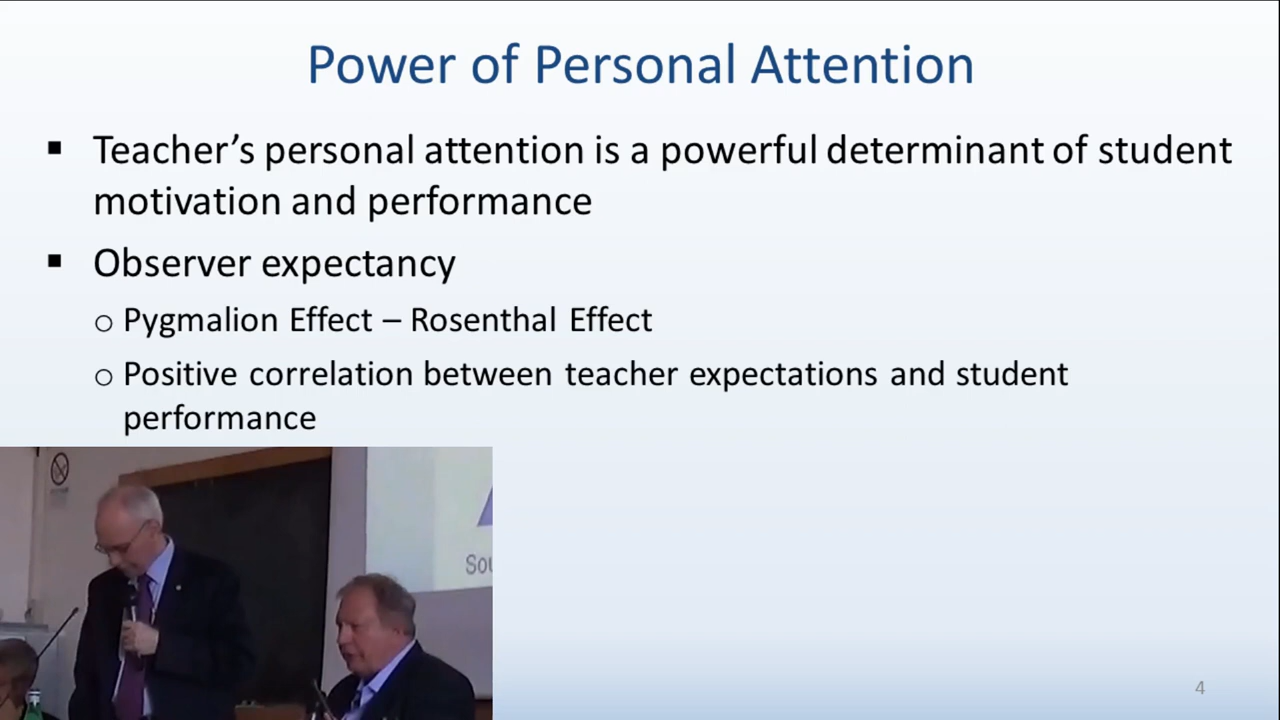 Power of Personal Attention
▪ Teacher’s personal attention is a powerful determinant of student
motivation and performance
▪ Observer expectancy
o Pygmalion Effect – Rosenthal Effect
o Positive correlation between teacher expectations and student
performance
Sou
4